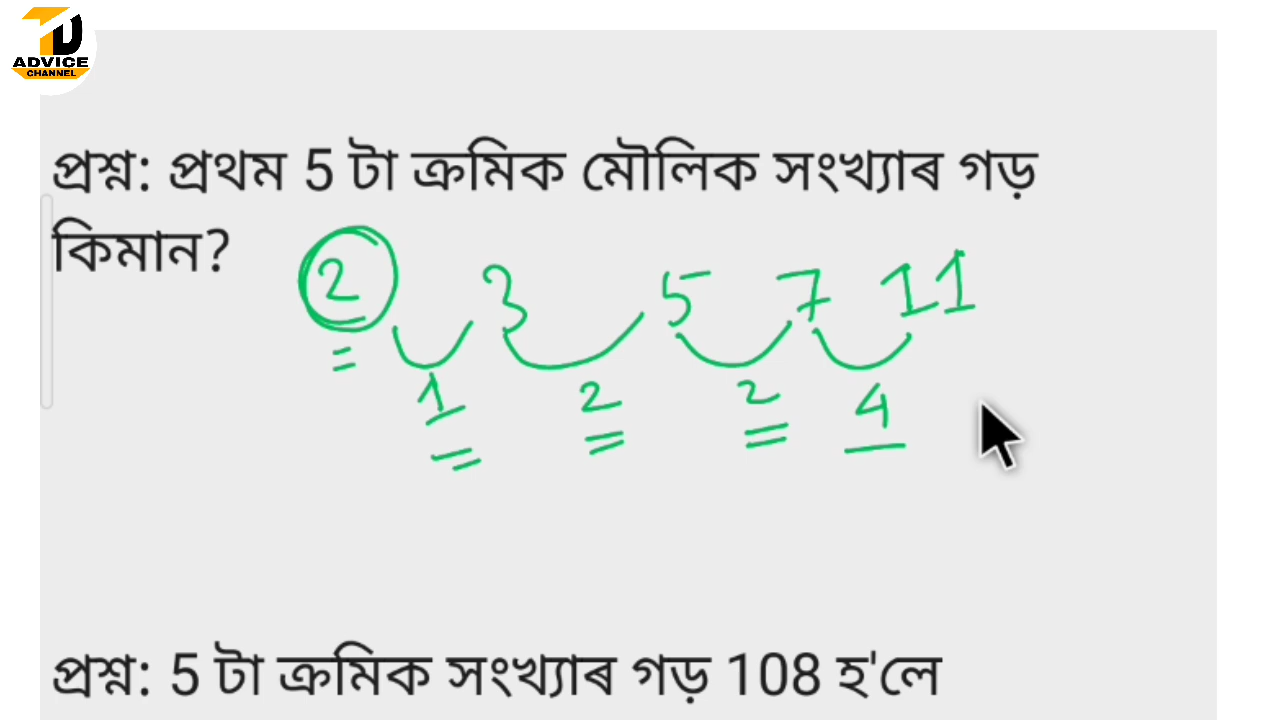 TD
ADVICE
CHANNEL
প্ৰশ্ন: প্ৰথম 5 টা ক্ৰমিক মৌলিক সংখ্যাৰ গড়
কিমান?
2 3 5 7 11
1 2 2 4
প্ৰশ্ন: 5 টা ক্ৰমিক সংখ্যাৰ গড় 108 হ'লে